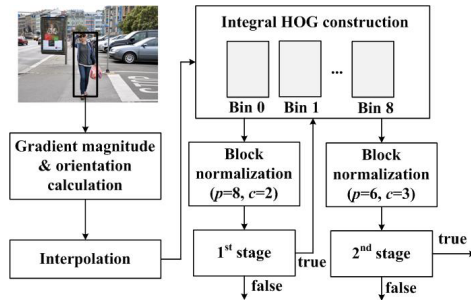 Integral HOG construction
...
Bin 0 Bin 1 Bin 8
Gradient magnitude
& orientation
calculation
Interpolation
Block
normalization
(p=8, c=2)
1st stage
true
false
Block
normalization
(p=6, c=3)
2nd stage
true
false